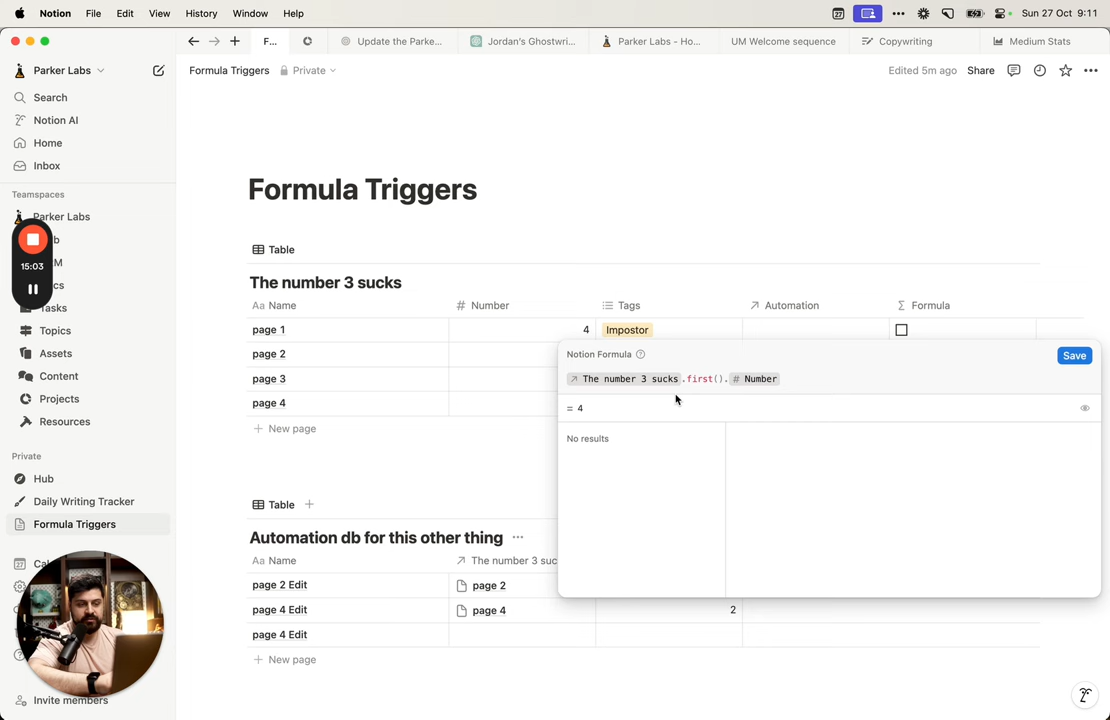 Notion File Edit View History Window Help
27 Sun 27 Oct 9:11
F... Update the Parke... Jordan's Ghostwri... Parker Labs - Ho... UM Welcome sequence Copywriting Medium Stats
Parker Labs
Formula Triggers Private
Edited 5m ago Share
Search
Notion AI
Home
Inbox
Teamspaces
Parker Labs
15:03
Tasks
Topics
Assets
Content
Projects
Resources
Private
Hub
Daily Writing Tracker
Formula Triggers
27
Invite members
Formula Triggers
Table
The number 3 sucks
Aa Name # Number Tags Automation Σ Formula
page 1 4 Impostor
page 2
page 3
page 4
+ New page
Notion Formula ?
Save
The number 3 sucks.first().# Number
= 4
No results
Table +
Automation db for this other thing ...
Aa Name The number 3 suc
page 2 Edit page 2
page 4 Edit page 4 2
page 4 Edit
+ New page